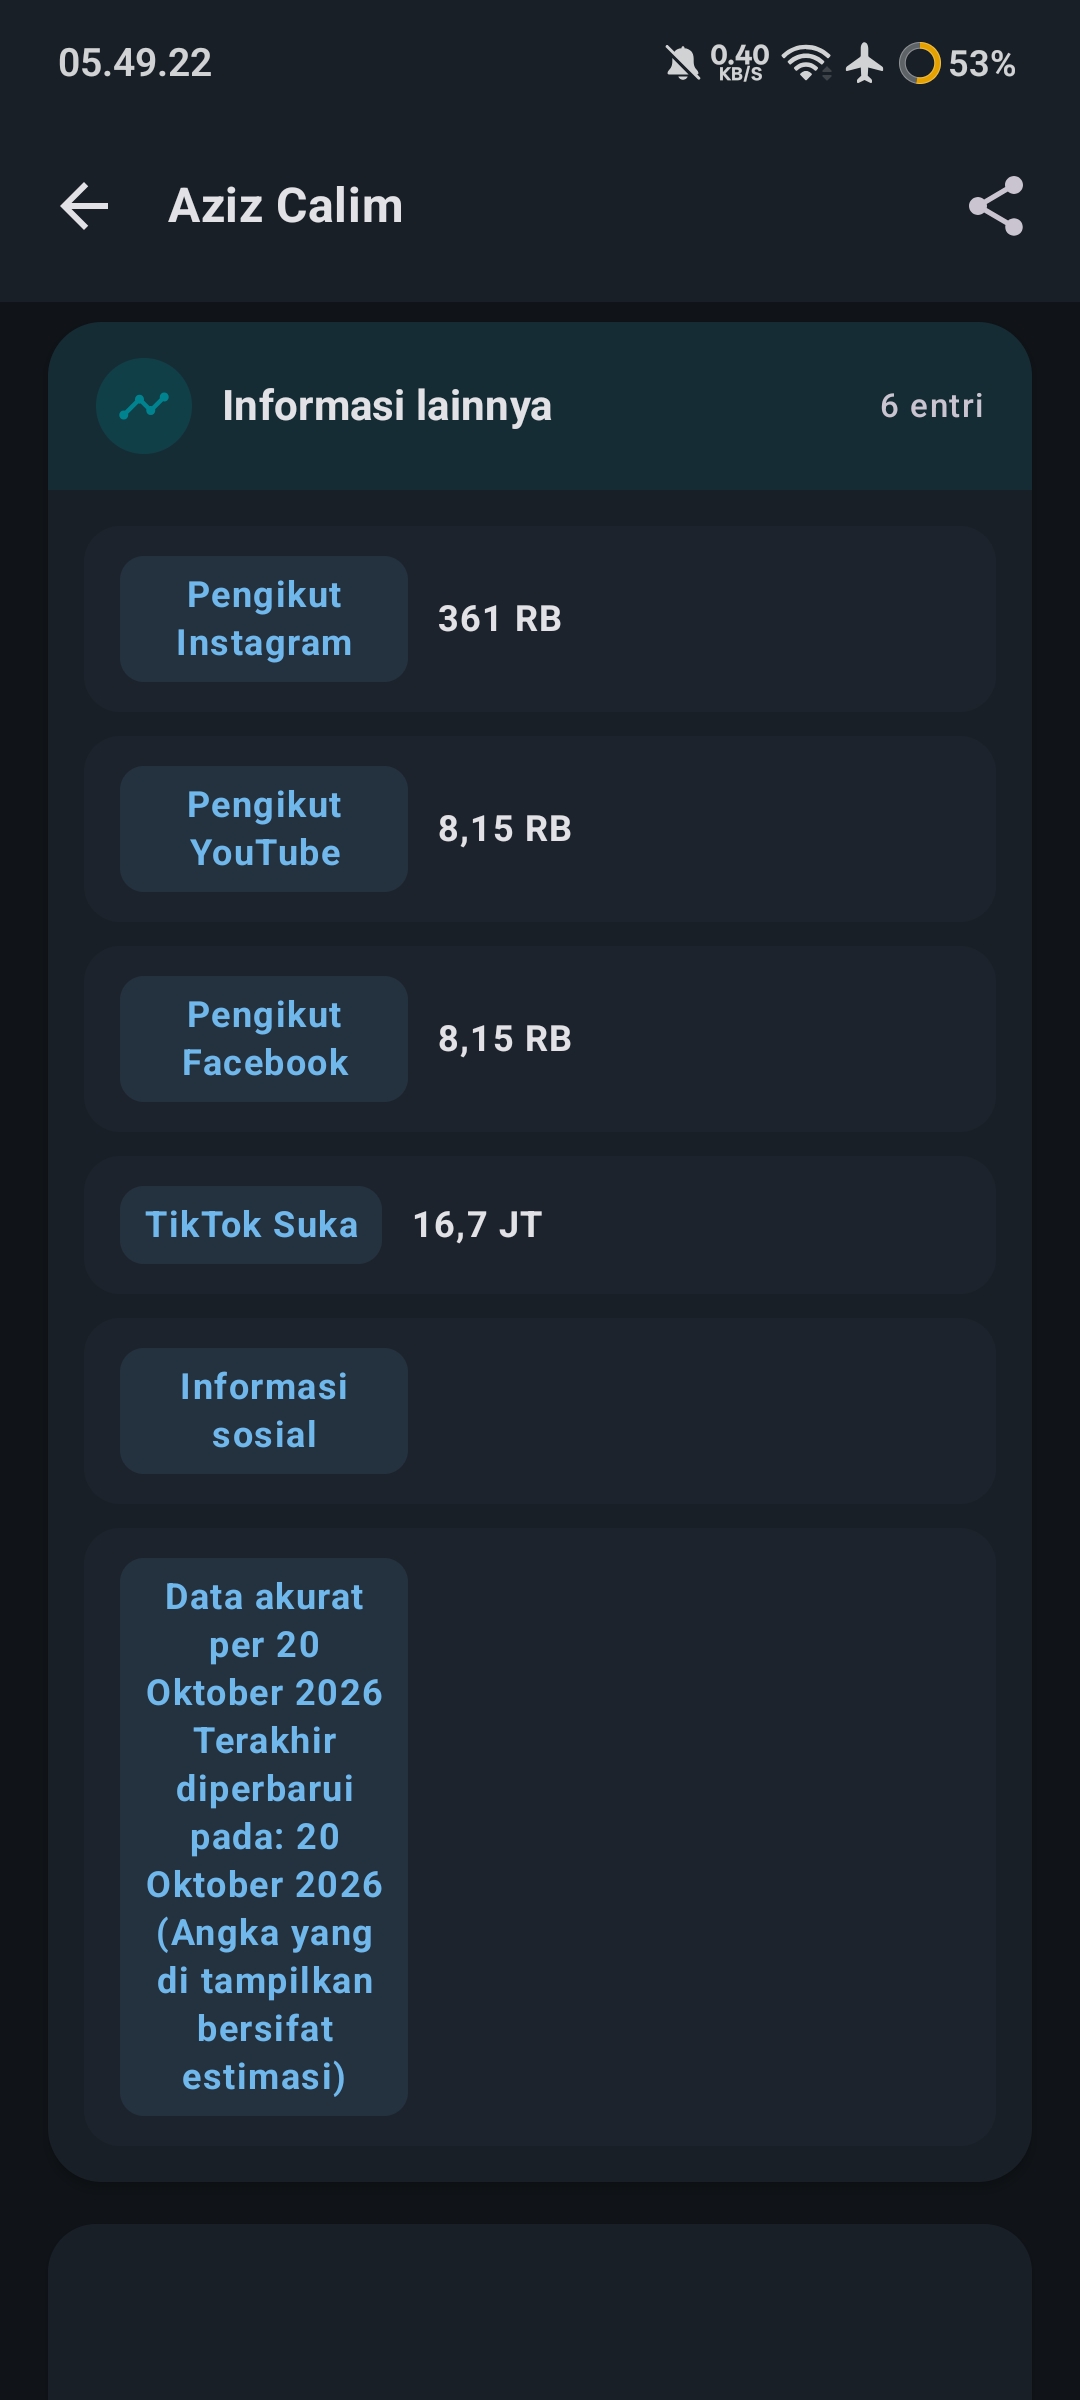 05.49.22
0.40
KB/S
53%
Aziz Calim
Informasi lainnya
6 entri
Pengikut
Instagram
361 RB
Pengikut
YouTube
8,15 RB
Pengikut
Facebook
8,15 RB
TikTok Suka
16,7 JT
Informasi
sosial
Data akurat
per 20
Oktober 2026
Terakhir
diperbarui
pada: 20
Oktober 2026
(Angka yang
di tampilkan
bersifat
estimasi)